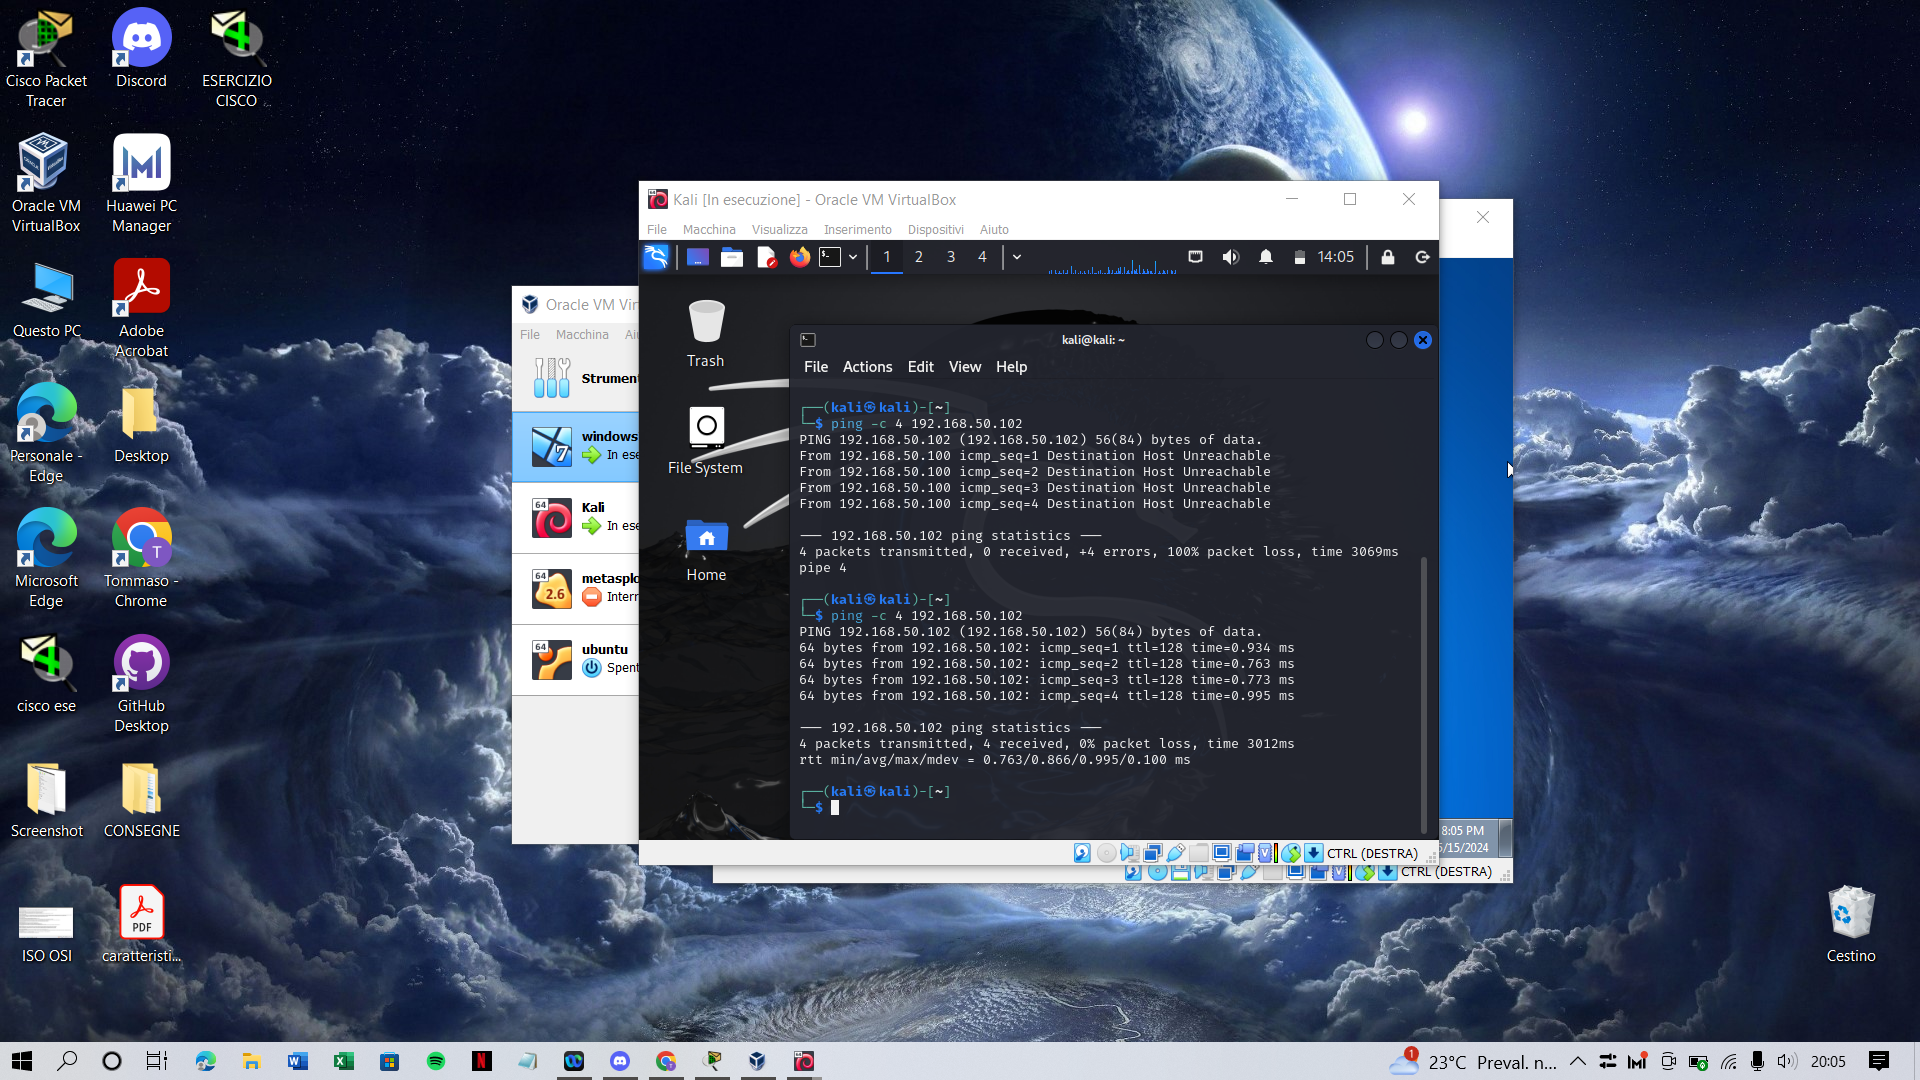 Cisco Packet
Tracer
Discord
ESERCIZIO
CISCO
Oracle VM
VirtualBox
Huawei PC
Manager
Questo PC
Adobe
Acrobat
Personale -
Edge
Desktop
Microsoft
Edge
Tommaso -
Chrome
cisco ese
GitHub
Desktop
Screenshot
CONSEGNE
ISO OSI
PDF
caratteristi...
Cestino
Oracle VM Vir
File Macchina
Strumen
windows
In ese
64
Kali
In ese
64
2.6
metasplo
Interr
64
ubuntu
Spent
Kali [In esecuzione] - Oracle VM VirtualBox
File Macchina Visualizza Inserimento Dispositivi Aiuto
1 2 3 4 14:05
Trash
File System
Home
kali@kali: ~
File Actions Edit View Help
(kali㉿kali)-[~]
$ ping -c 4 192.168.50.102
PING 192.168.50.102 (192.168.50.102) 56(84) bytes of data.
From 192.168.50.100 icmp_seq=1 Destination Host Unreachable
From 192.168.50.100 icmp_seq=2 Destination Host Unreachable
From 192.168.50.100 icmp_seq=3 Destination Host Unreachable
From 192.168.50.100 icmp_seq=4 Destination Host Unreachable
--- 192.168.50.102 ping statistics ---
4 packets transmitted, 0 received, +4 errors, 100% packet loss, time 3069ms
pipe 4
(kali㉿kali)-[~]
$ ping -c 4 192.168.50.102
PING 192.168.50.102 (192.168.50.102) 56(84) bytes of data.
64 bytes from 192.168.50.102: icmp_seq=1 ttl=128 time=0.934 ms
64 bytes from 192.168.50.102: icmp_seq=2 ttl=128 time=0.763 ms
64 bytes from 192.168.50.102: icmp_seq=3 ttl=128 time=0.773 ms
64 bytes from 192.168.50.102: icmp_seq=4 ttl=128 time=0.995 ms
--- 192.168.50.102 ping statistics ---
4 packets transmitted, 4 received, 0% packet loss, time 3012ms
rtt min/avg/max/mdev = 0.763/0.866/0.995/0.100 ms
(kali㉿kali)-[~]
$
CTRL (DESTRA)
8:05 PM
/15/2024
CTRL (DESTRA)
1 23°C Preval. n... 20:05